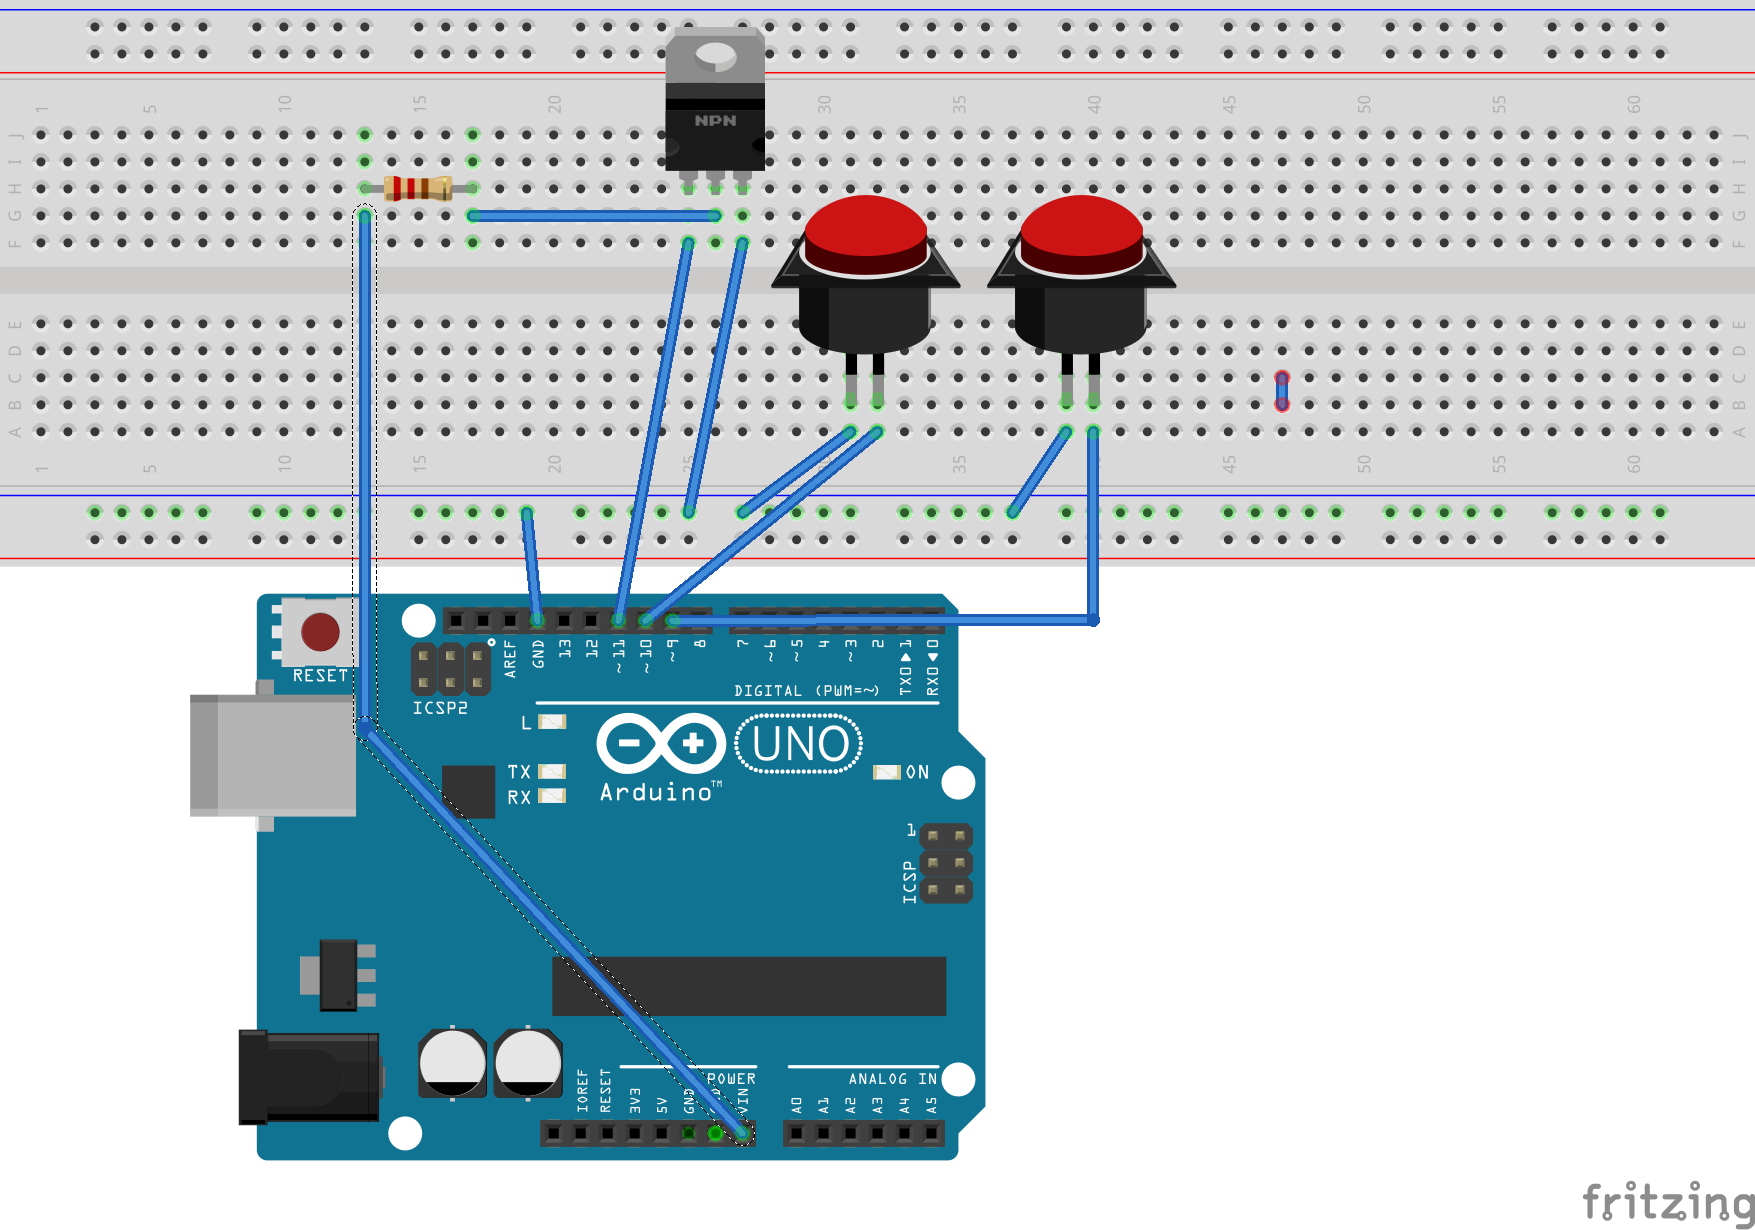 1 5 10 15 20 30 35 40 45 50 55 60
NPN
J J
I I
H H
G G
F F
E E
D D
C C
B B
A A
1 5 10 15 20 25 35 45 50 55 60
RESET
AREF GND 13 12 ~11 ~10 ~9 8 7 ~6 ~5 4 ~3 2 TX0▶1 RX0◀0
ICSP2
DIGITAL (PWM=~)
L
UNO
TX
RX
ON
Arduino™
1
ICSP
POWER
ANALOG IN
IOREF RESET 3V3 5V GND VIN A0 A1 A2 A3 A4 A5
fritzing